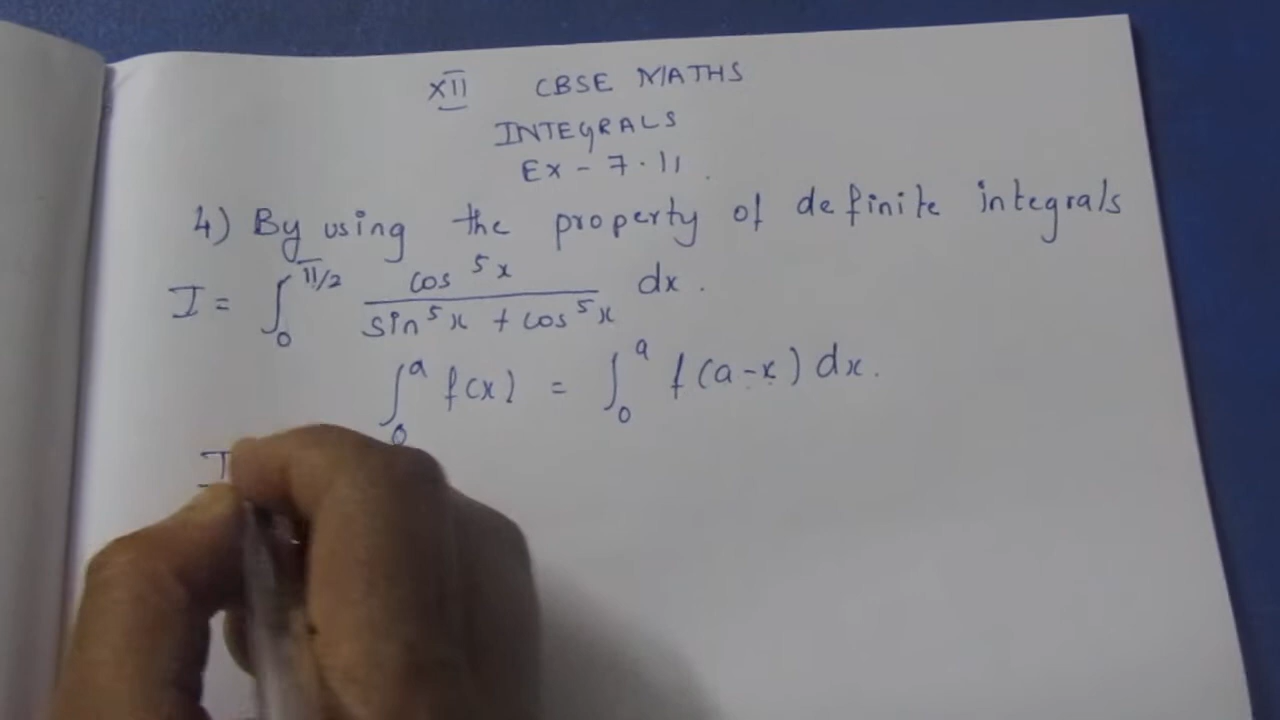 XII CBSE MATHS
INTEGRALS
Ex - 7.11.
4) By using the property of definite integrals
I = ∫₀^π/2 cos⁵x / (sin⁵x + cos⁵x) dx.
∫₀^a f(x) = ∫₀^a f(a-x) dx.
I